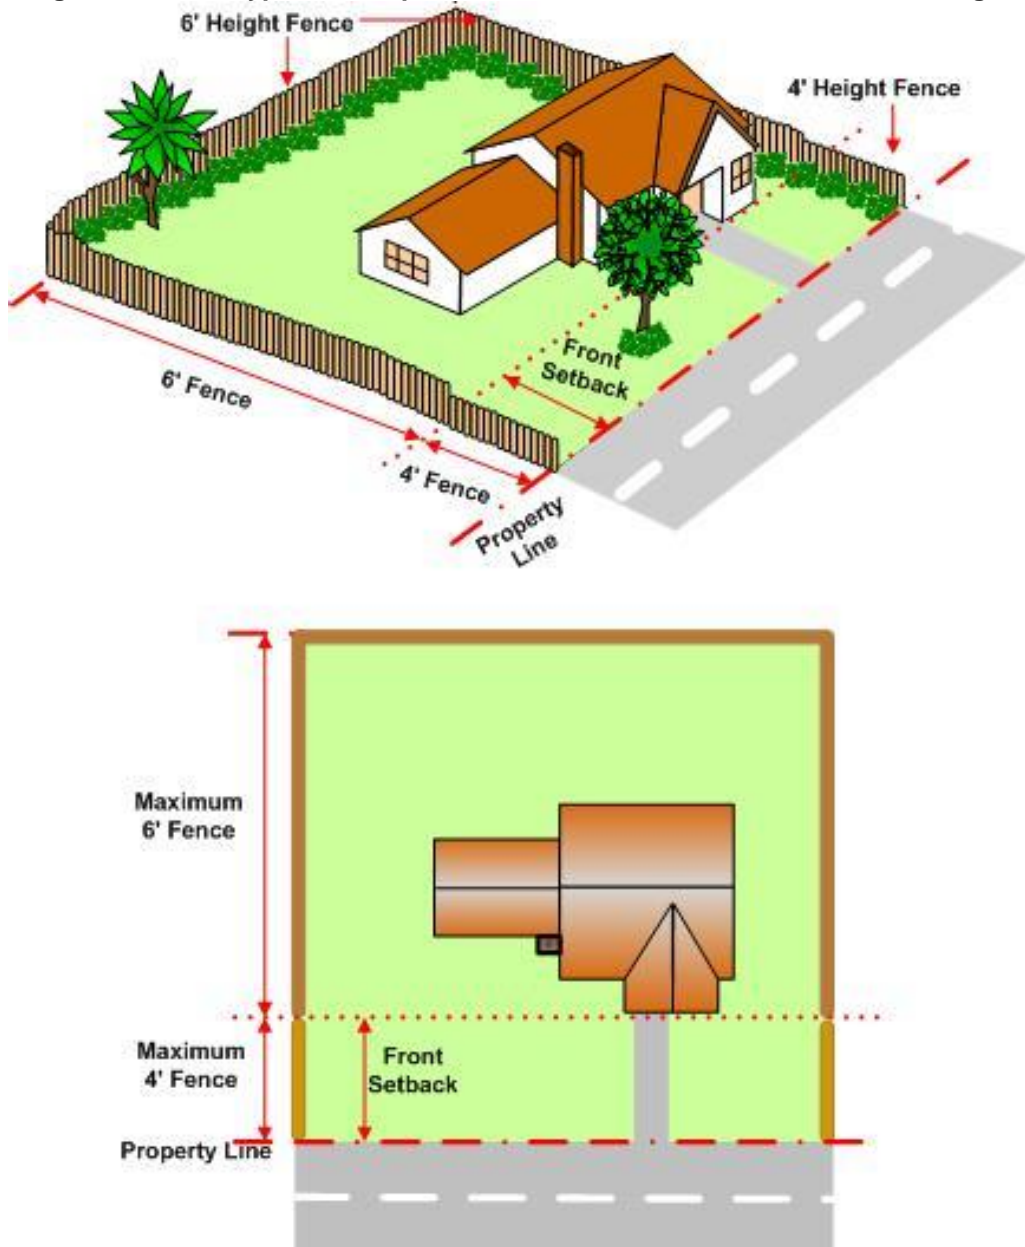 6' Height Fence
4' Height Fence
6' Fence
Front
Setback
4' Fence
Property
Line
Maximum
6' Fence
Maximum
4' Fence
Front
Setback
Property Line